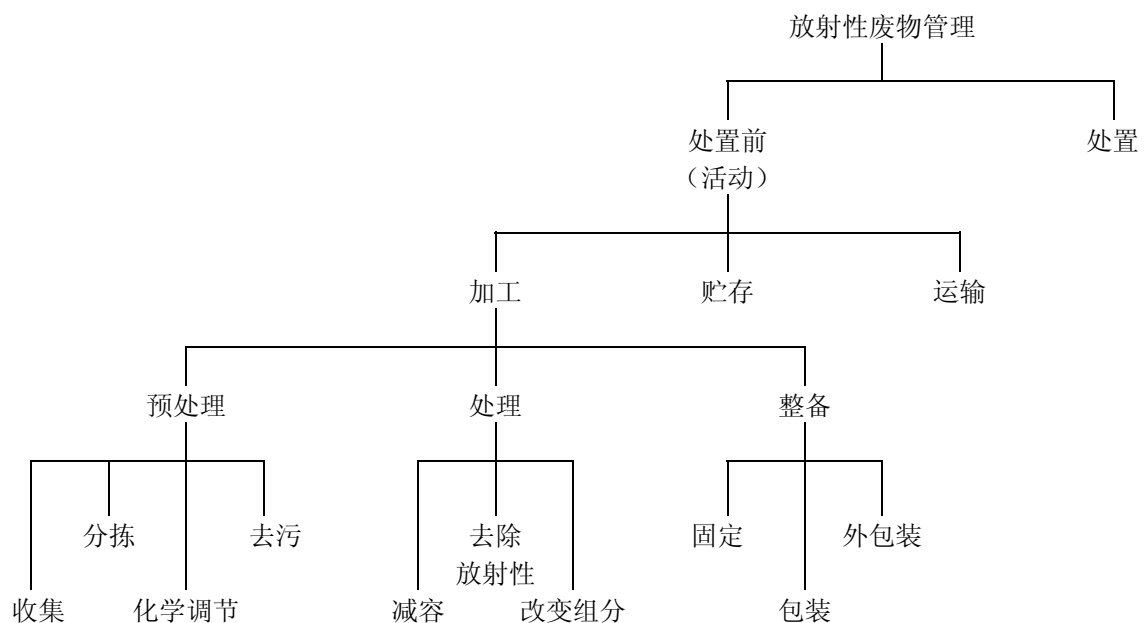 放射性废物管理
处置前
（活动）
处置
加工
贮存
运输
预处理
处理
整备
分拣
去污
去除
放射性
固定
外包装
收集
化学调节
减容
改变组分
包装